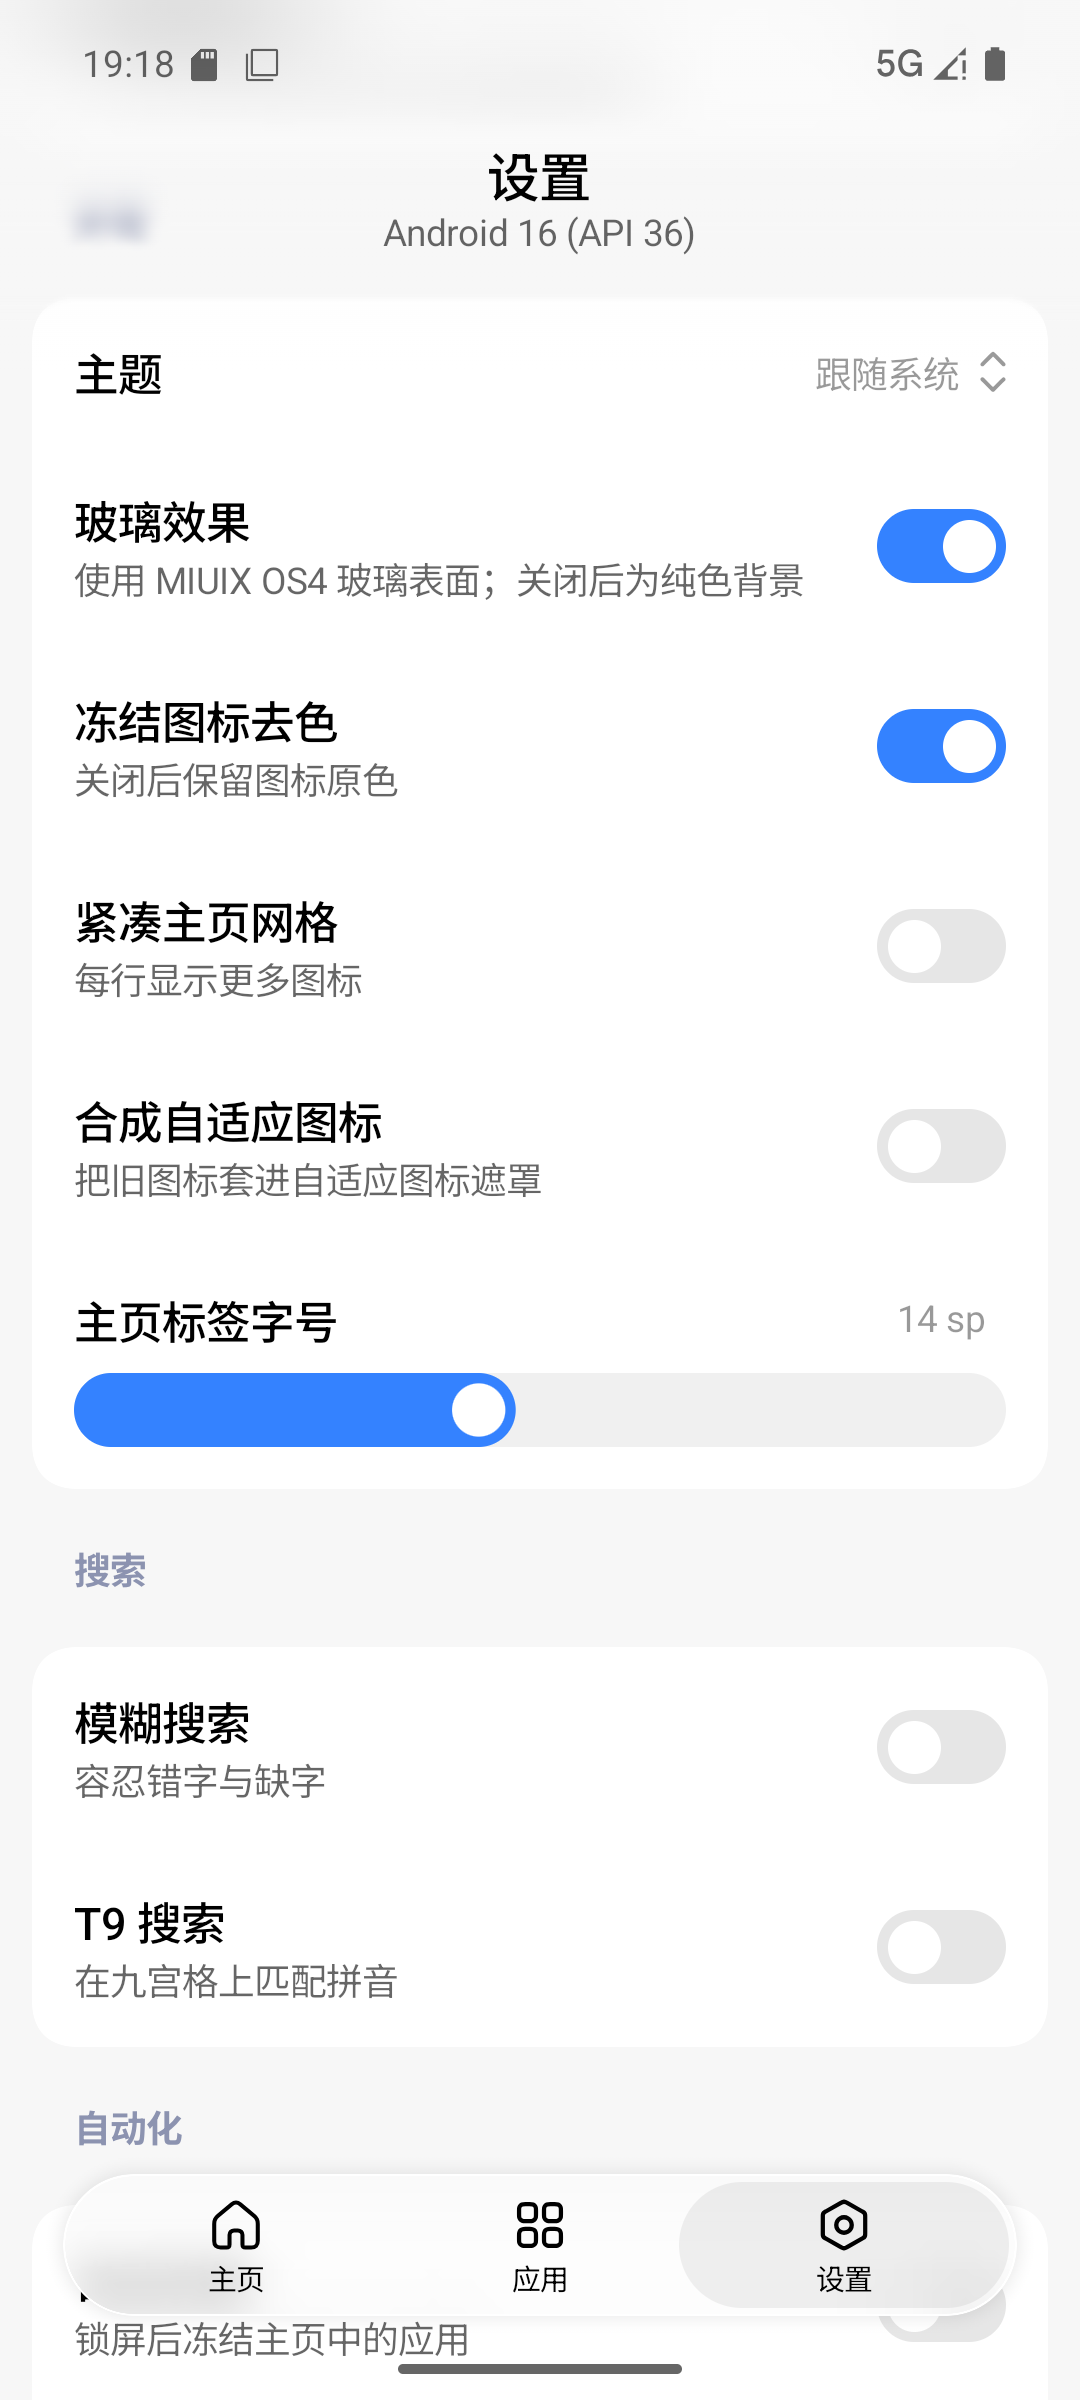 19:18
5G
设置
Android 16 (API 36)
主题
跟随系统
玻璃效果
使用 MIUIX OS4 玻璃表面；关闭后为纯色背景
冻结图标去色
关闭后保留图标原色
紧凑主页网格
每行显示更多图标
合成自适应图标
把旧图标套进自适应图标遮罩
主页标签字号
14 sp
搜索
模糊搜索
容忍错字与缺字
T9 搜索
在九宫格上匹配拼音
自动化
主页
应用
设置
锁屏后冻结主页中的应用